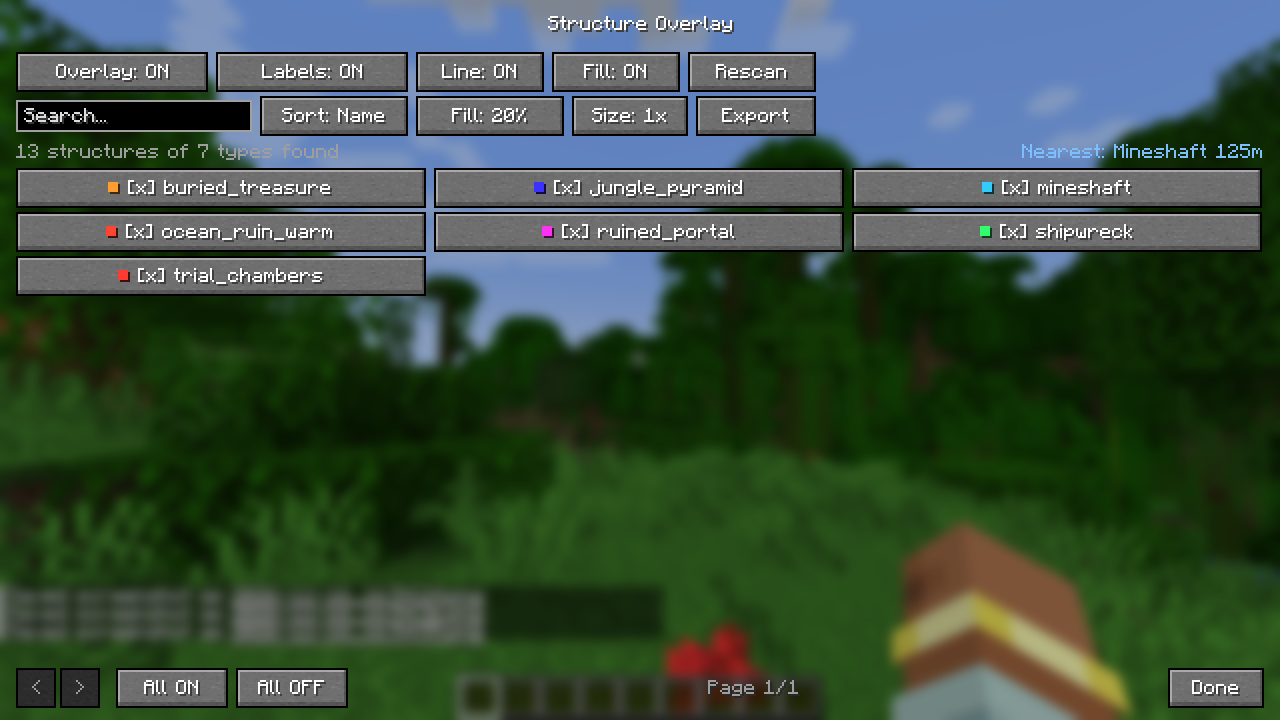 Structure Overlay
Overlay: ON Labels: ON Line: ON Fill: ON Rescan
Search... Sort: Name Fill: 20% Size: 1x Export
13 structures of 7 types found Nearest: Mineshaft 125m
[x] buried_treasure [x] jungle_pyramid [x] mineshaft
[x] ocean_ruin_warm [x] ruined_portal [x] shipwreck
[x] trial_chambers
< > All ON All OFF Page 1/1 Done